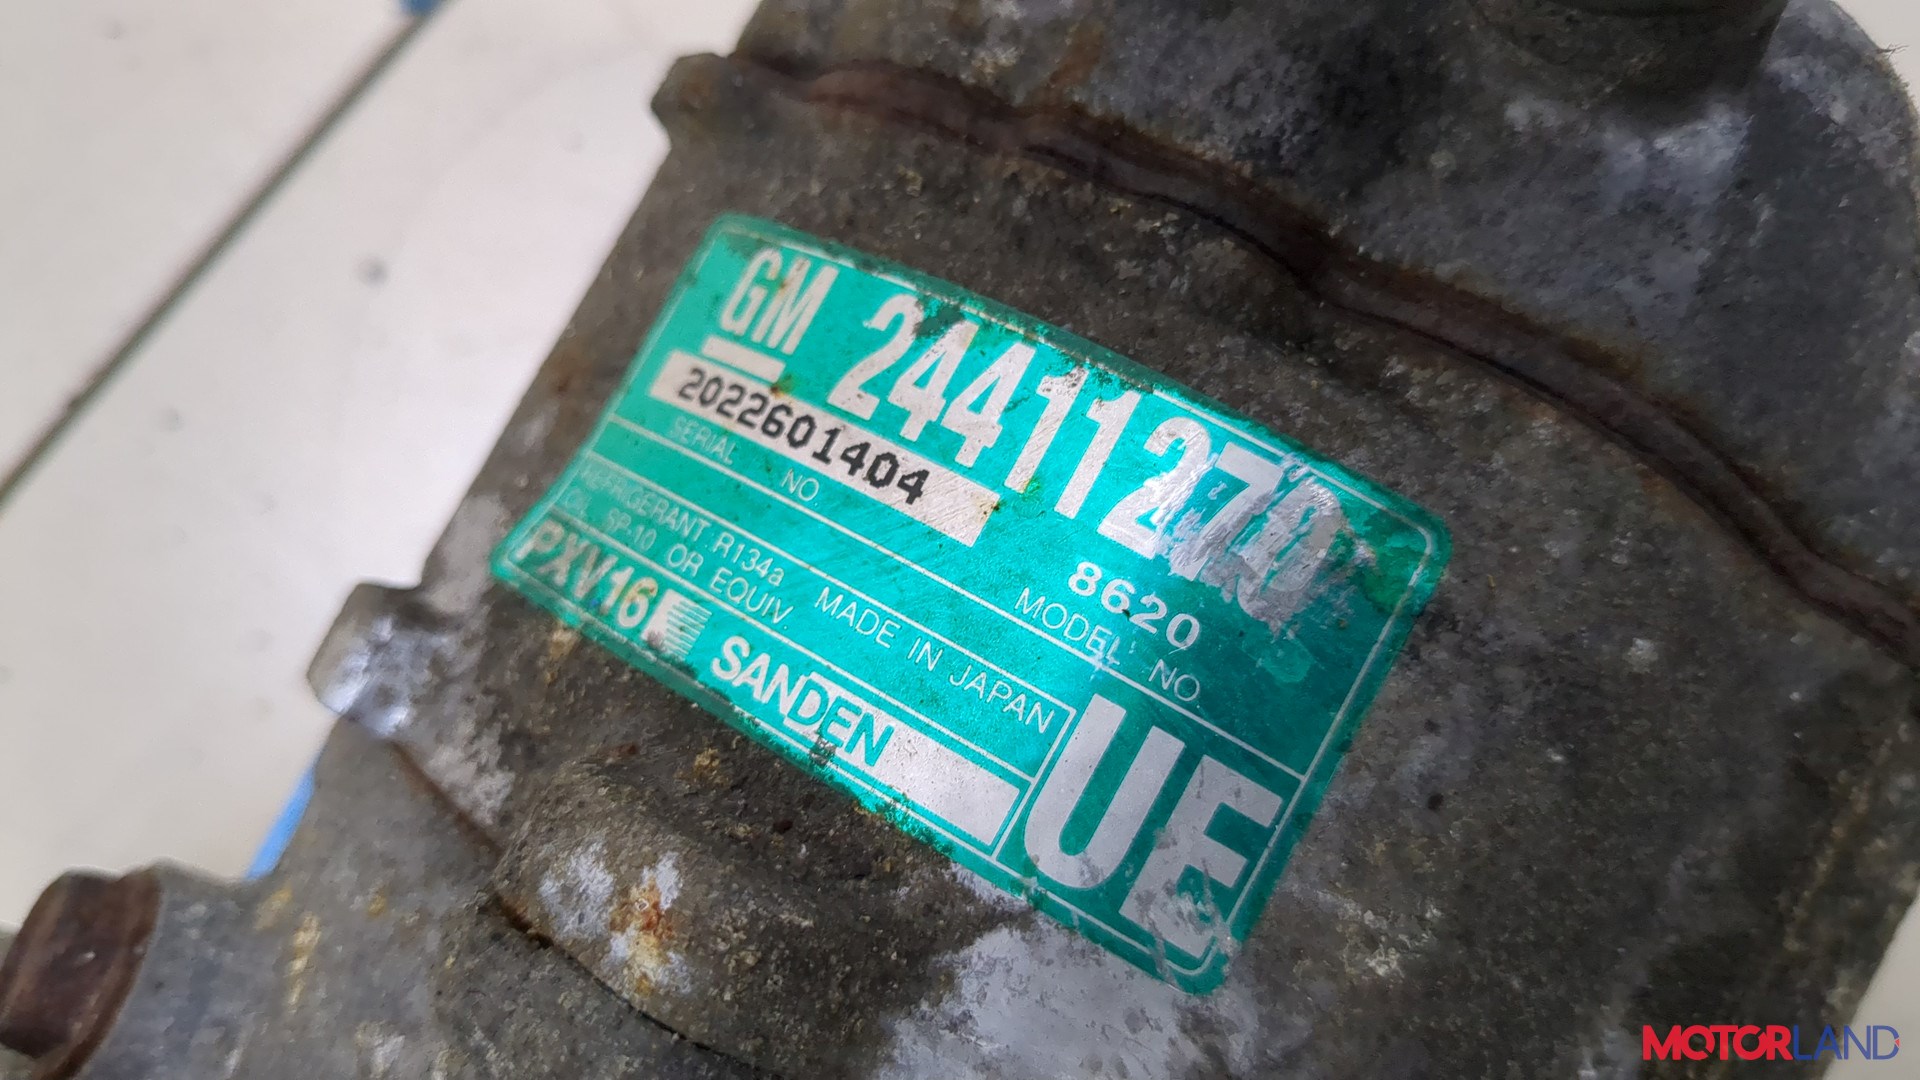 GM 24411270
2022601404
SERIAL NO.
8620
MODEL NO.
REFRIGERANT R134a
OIL SP-10 OR EQUIV.
MADE IN JAPAN
PXV16
SANDEN
UE
MOTORLAND